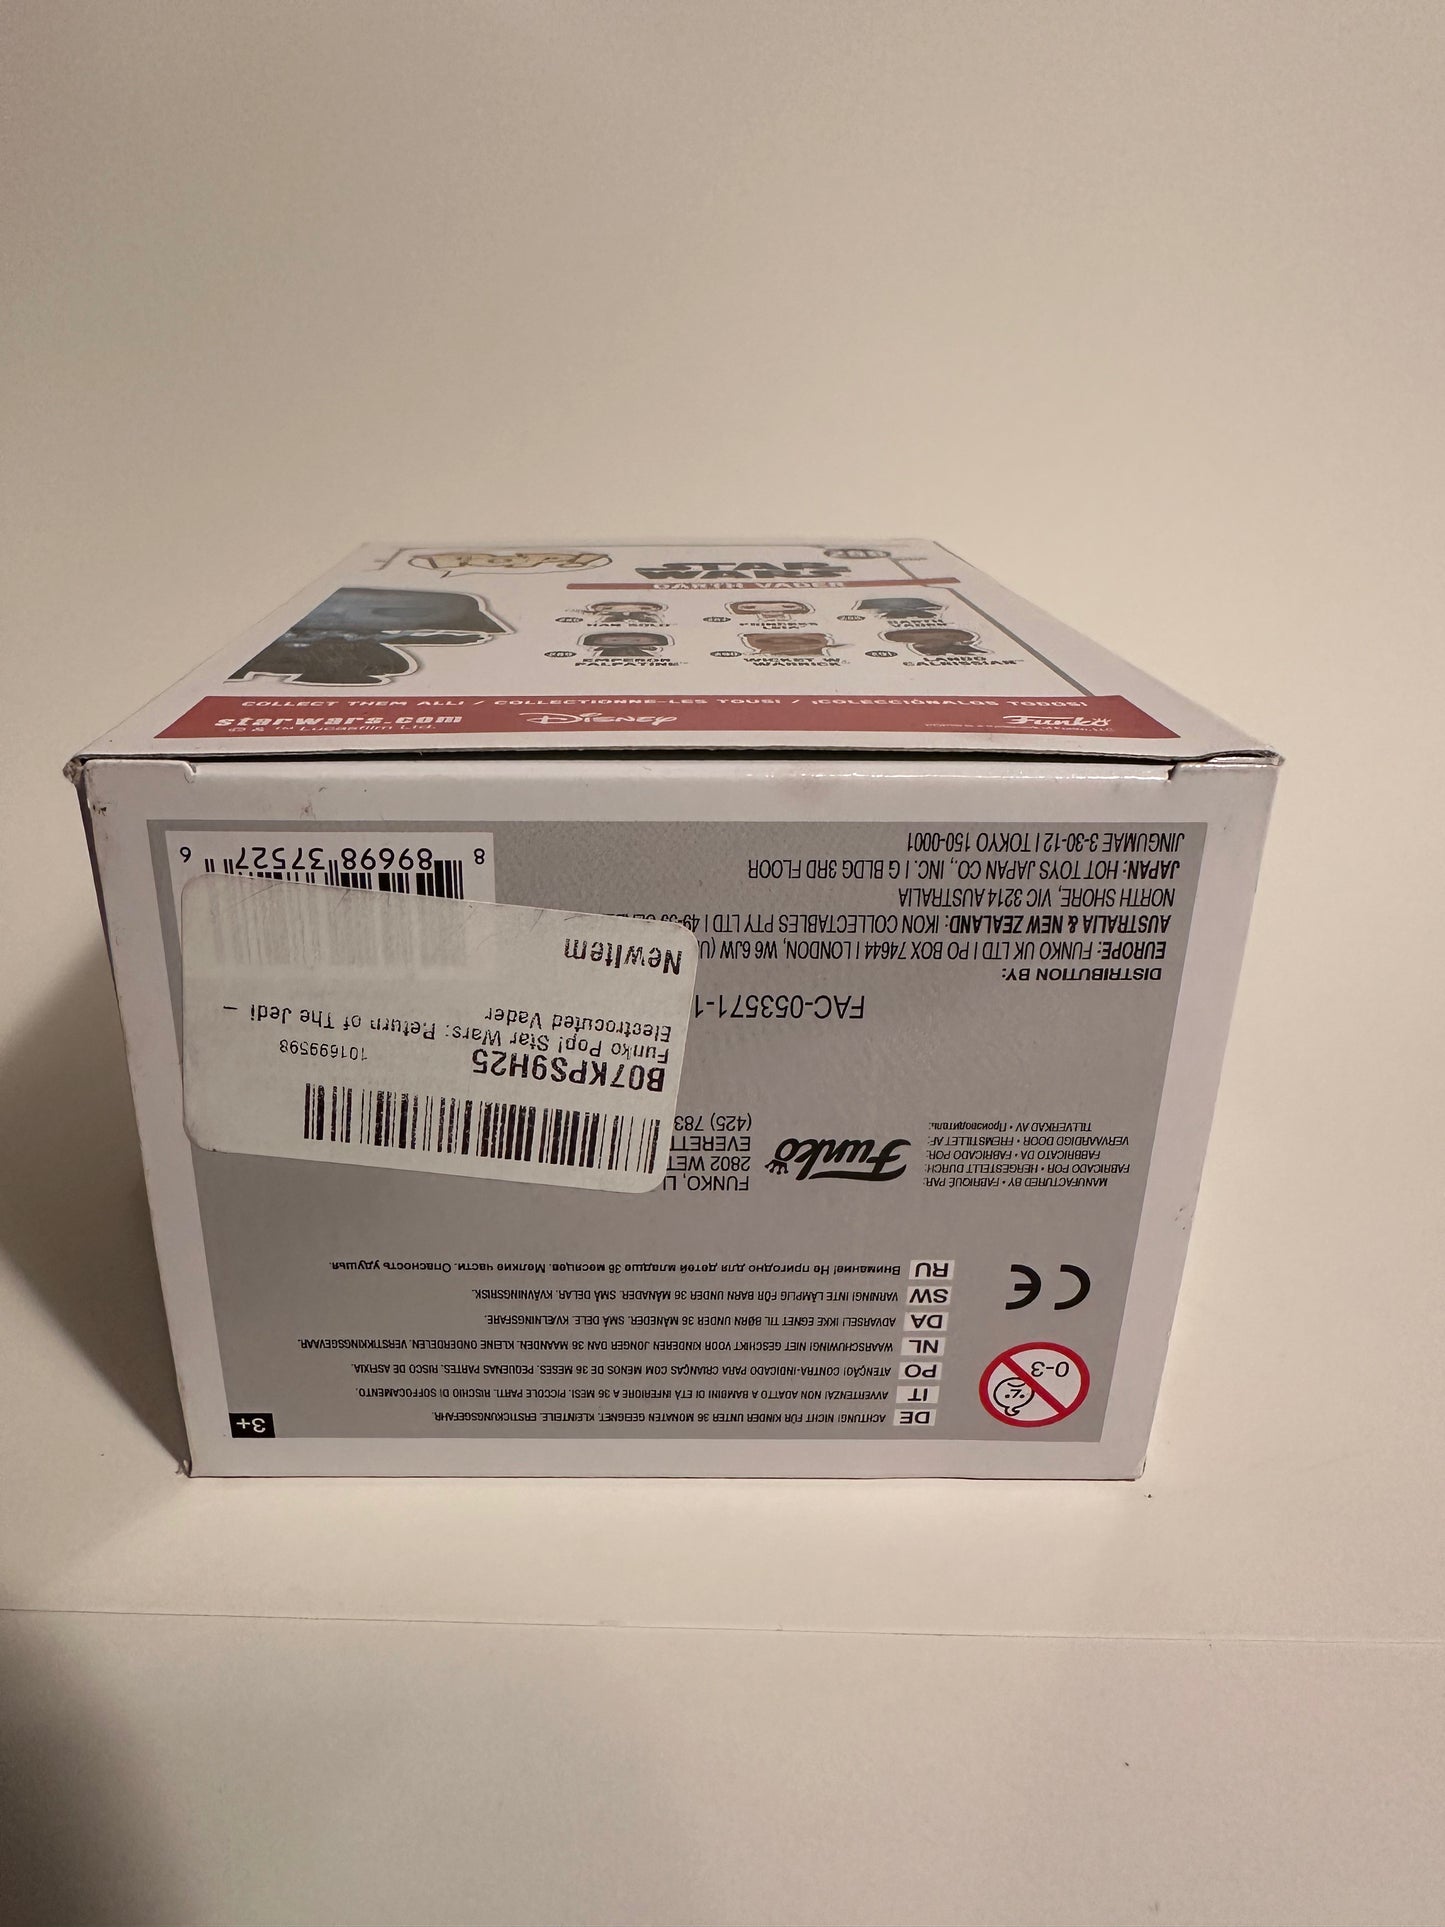 POP!
STAR
WARS
288
DARTH VADER
HAN SOLO
PRINCESS
LEIA
DARTH
VADER
EMPEROR
PALPATINE™
WICKET W.
WARRICK™
LANDO
CALRISSIAN™
COLLECT THEM ALL! / COLLECTIONNE-LES TOUS! / ¡COLECCIÓNALOS TODOS!
starwars.com
© & ™ Lucasfilm Ltd.
Disney
Funko
3+
DE ACHTUNG! NICHT FÜR KINDER UNTER 36 MONATEN GEEIGNET. KLEINTEILE. ERSTICKUNGSGEFAHR.
IT AVVERTENZA! NON ADATTO A BAMBINI DI ETÀ INFERIORE A 36 MESI. PICCOLE PARTI. RISCHIO DI SOFFOCAMENTO.
PO ATENÇÃO! CONTRA-INDICADO PARA CRIANÇAS COM MENOS DE 36 MESES. PEQUENAS PARTES. RISCO DE ASFIXIA.
NL WAARSCHUWING! NIET GESCHIKT VOOR KINDEREN JONGER DAN 36 MAANDEN. KLEINE ONDERDELEN. VERSTIKKINGSGEVAAR.
DA ADVARSEL! IKKE EGNET TIL BØRN UNDER 36 MÅNEDER. SMÅ DELE. KVÆLNINGSFARE.
SW VARNING! INTE LÄMPLIG FÖR BARN UNDER 36 MÅNADER. SMÅ DELAR. KVÄVNINGSRISK.
RU Внимание! Не пригодно для детей младше 36 месяцев. Мелкие части. Опасность удушья.
0-3
CE
MANUFACTURED BY • FABRIQUÉ PAR:
FABRICADO POR • HERGESTELLT DURCH:
FABBRICATO DA • FABRICADO POR:
VERVAARDIGD DOOR • FREMSTILLET AF:
TILLVERKAD AV • Производитель:
Funko
FUNKO, L
2802 WET
EVERETT
(425) 783
B07KPS9H25
101699598
Funko Pop! Star Wars: Return of The Jedi –
Electrocuted Vader
NewItem
FAC-053571-1
DISTRIBUTION BY:
EUROPE: FUNKO UK LTD | PO BOX 74644 | LONDON, W6 6JW (U
AUSTRALIA & NEW ZEALAND: IKON COLLECTABLES PTY LTD | 49-
NORTH SHORE, VIC 3214 AUSTRALIA
JAPAN: HOT TOYS JAPAN CO., INC. | G BLDG 3RD FLOOR
JINGUMAE 3-30-12 | TOKYO 150-0001
8 89698 37527 6